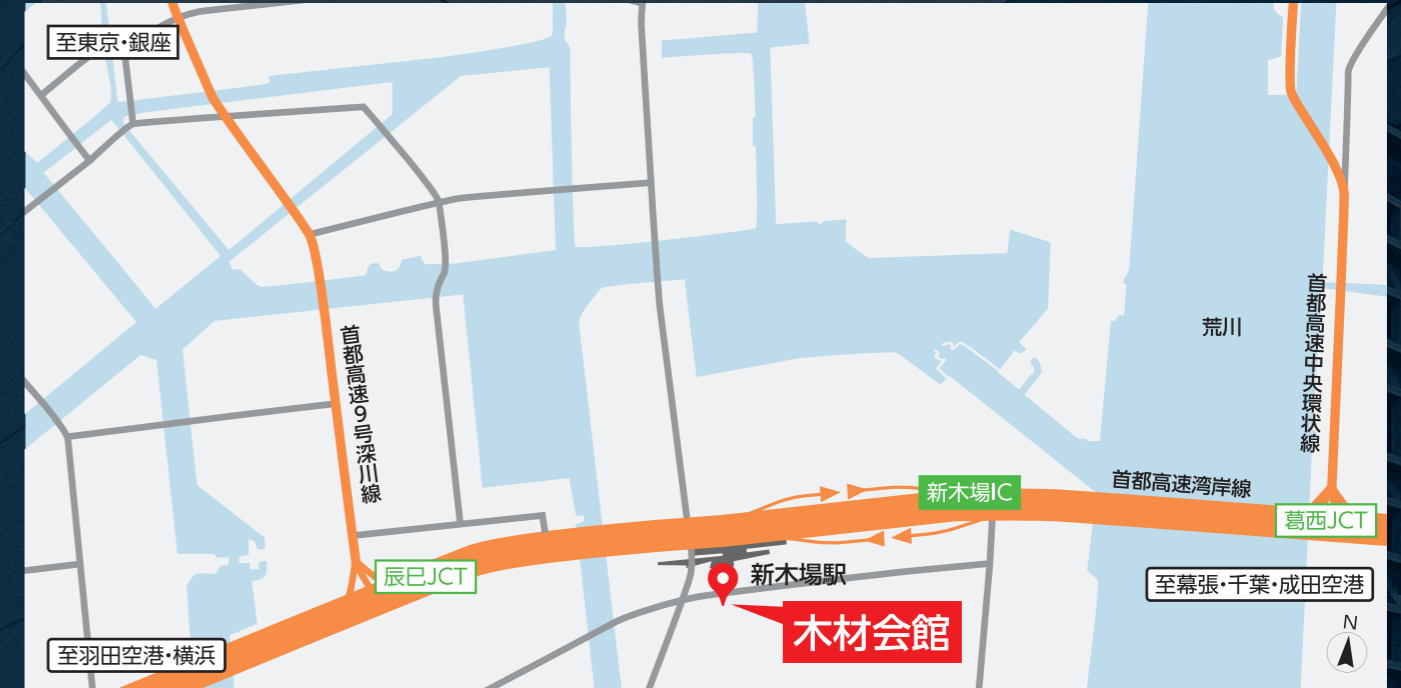 至東京・銀座
首都高速9号深川線
荒川
首都高速中央環状線
首都高速湾岸線
新木場IC
葛西JCT
辰巳JCT
新木場駅
木材会館
至幕張・千葉・成田空港
至羽田空港・横浜
N